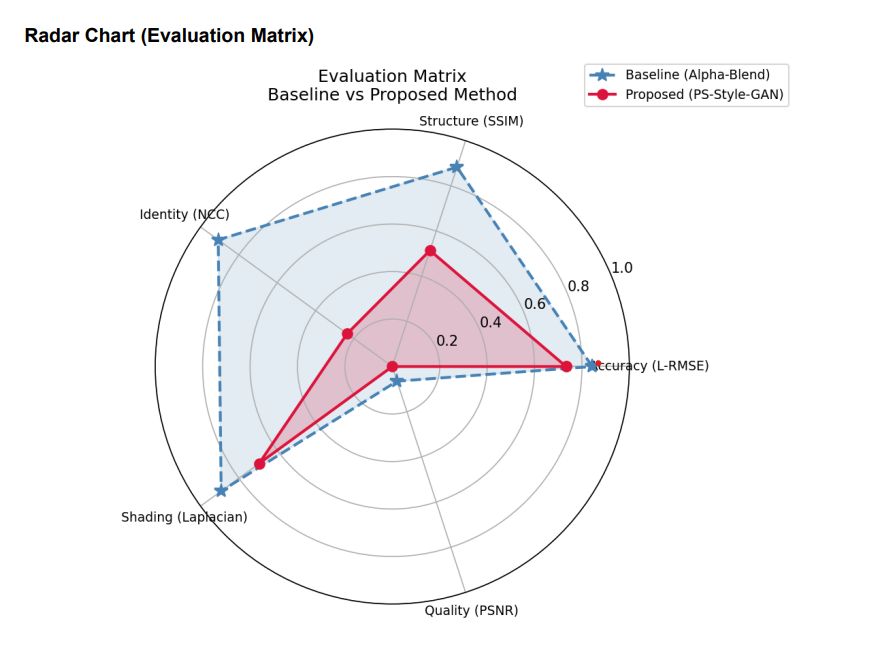 Radar Chart (Evaluation Matrix)
Evaluation Matrix
Baseline vs Proposed Method
Baseline (Alpha-Blend)
Proposed (PS-Style-GAN)
Structure (SSIM)
Identity (NCC)
1.0
0.8
0.6
0.4
0.2
ccuracy (L-RMSE)
Shading (Laplacian)
Quality (PSNR)